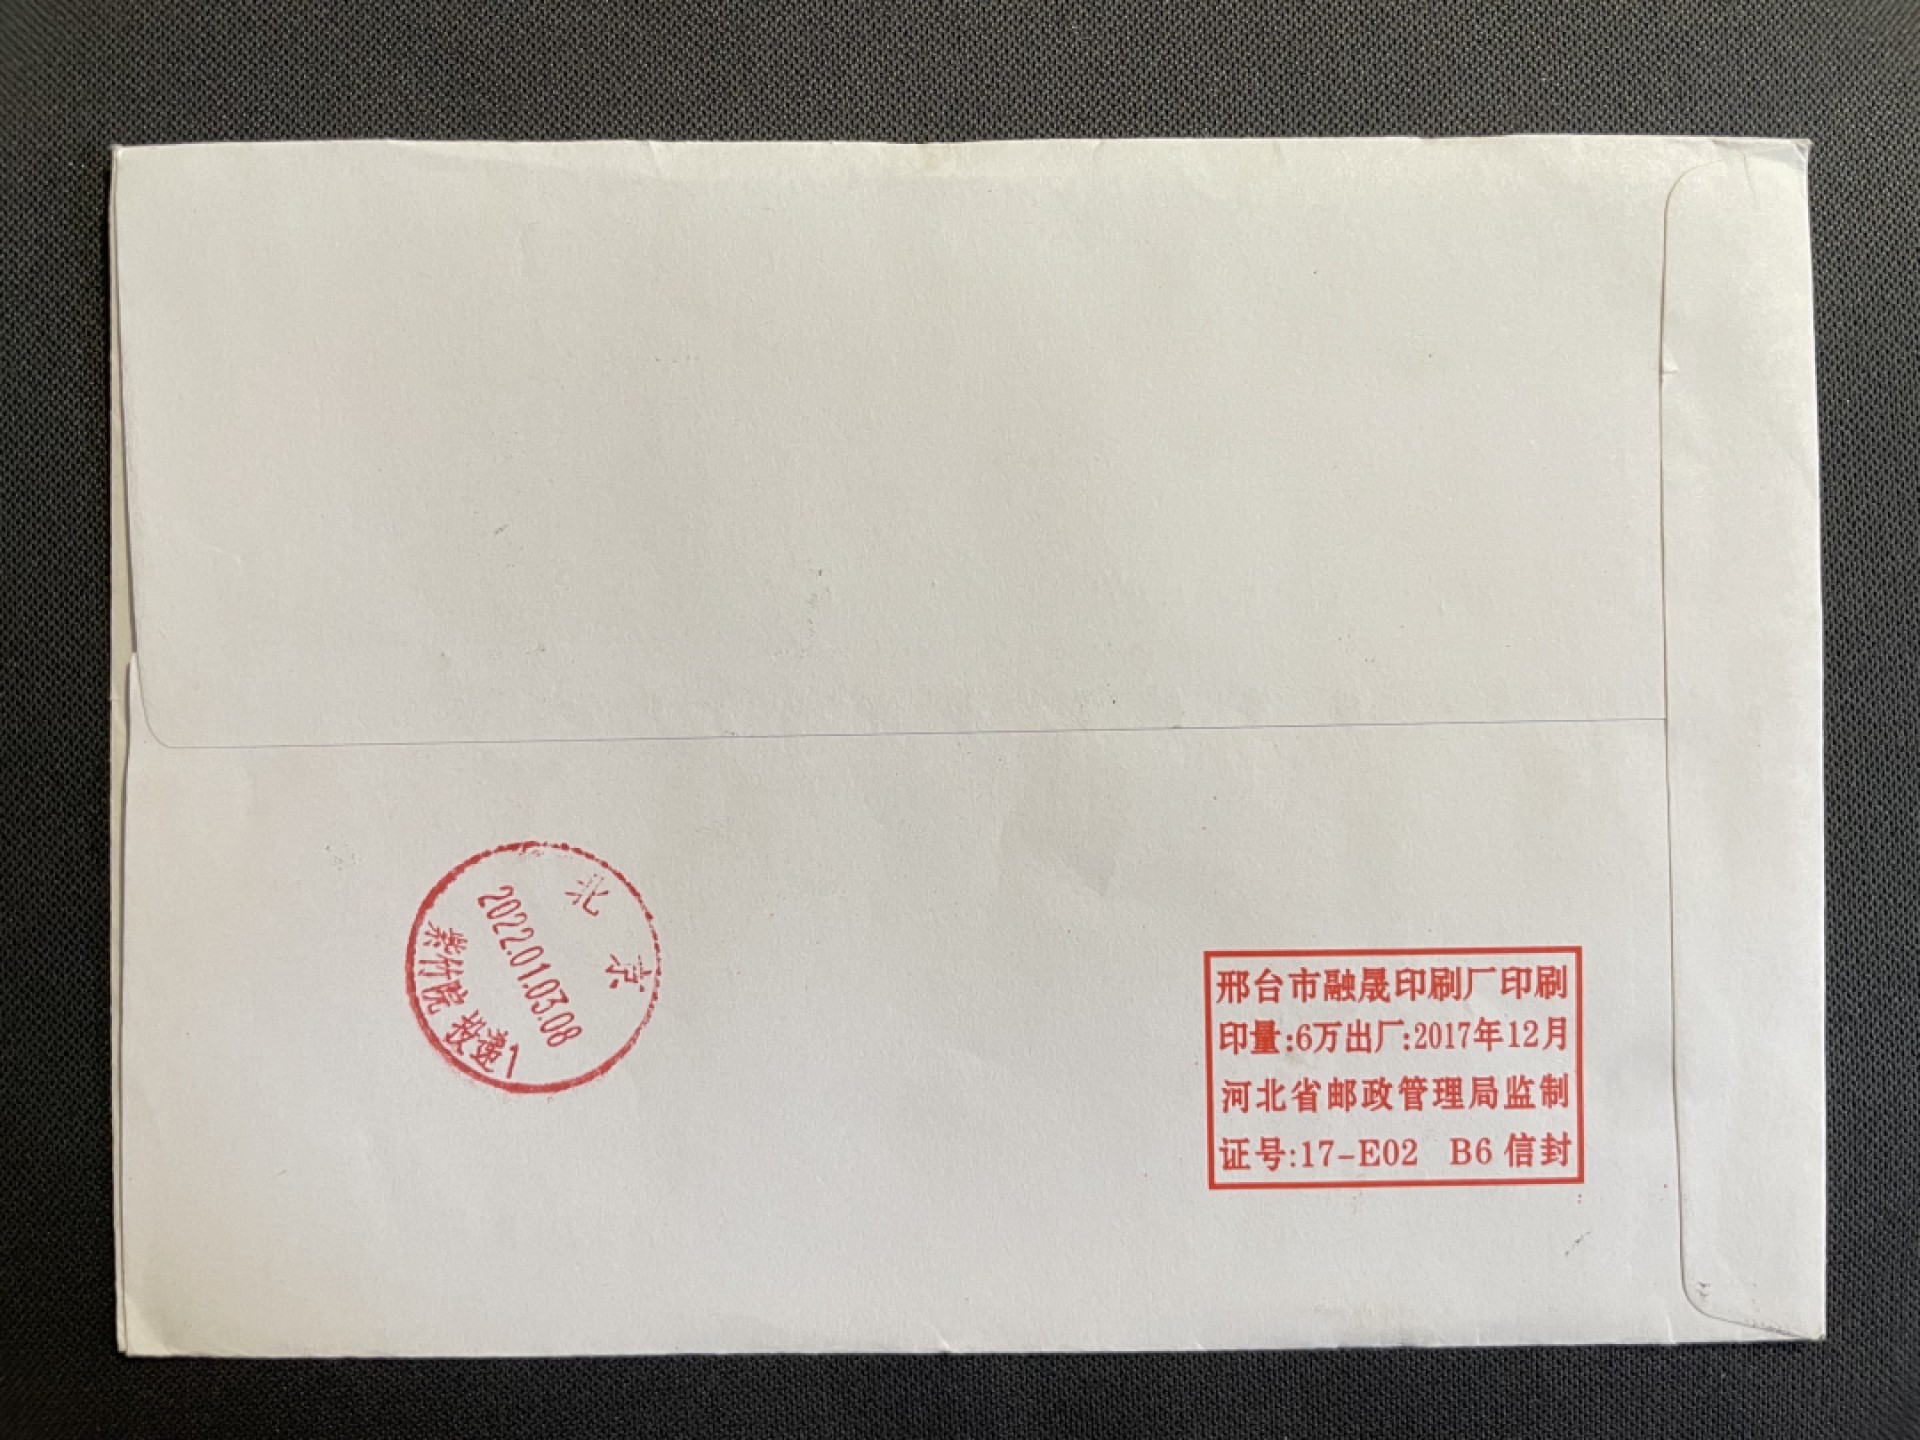 北京
2022.01.03.08
紫竹院 投递1
邢台市融晟印刷厂印刷
印量:6万出厂:2017年12月
河北省邮政管理局监制
证号:17-E02 B6信封